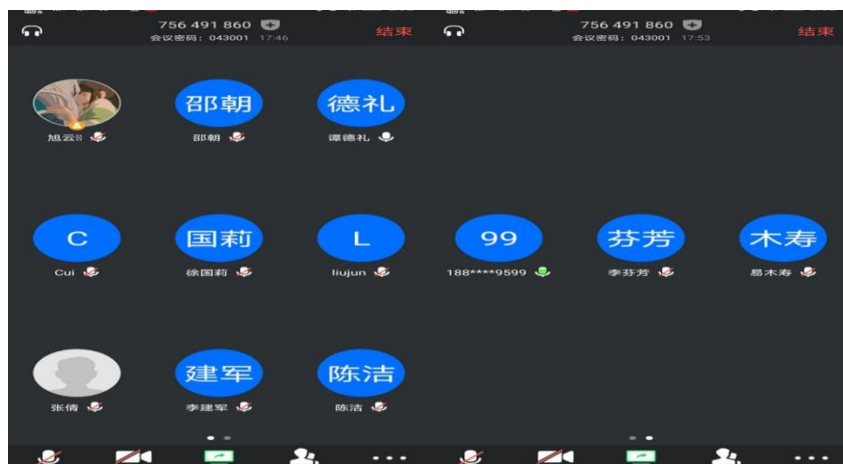 756 491 860
会议密码：043001 17:46
结束
邵朝
德礼
旭云
邵朝
谭德礼
C
国莉
L
Cui
徐国莉
liujun
建军
陈洁
张倩
李建军
陈洁
756 491 860
会议密码：043001 17:53
结束
99
芬芳
木寿
188****9599
李芬芳
易木寿